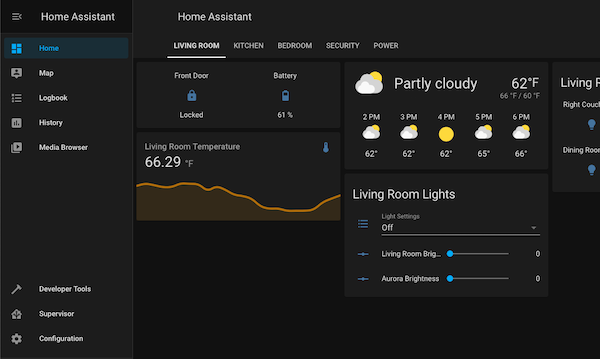 Home Assistant
Home
Map
Logbook
History
Media Browser
Developer Tools
Supervisor
Configuration
Home Assistant
LIVING ROOM KITCHEN BEDROOM SECURITY POWER
Front Door Battery
Locked 61 %
Living Room Temperature
66.29 °F
Partly cloudy 62°F
66 °F / 60 °F
2 PM 3 PM 4 PM 5 PM 6 PM
62° 62° 62° 65° 66°
Living Room Lights
Light Settings
Off
Living Room Brig... 0
Aurora Brightness 0
Living R
Right Couc
Dining Roor